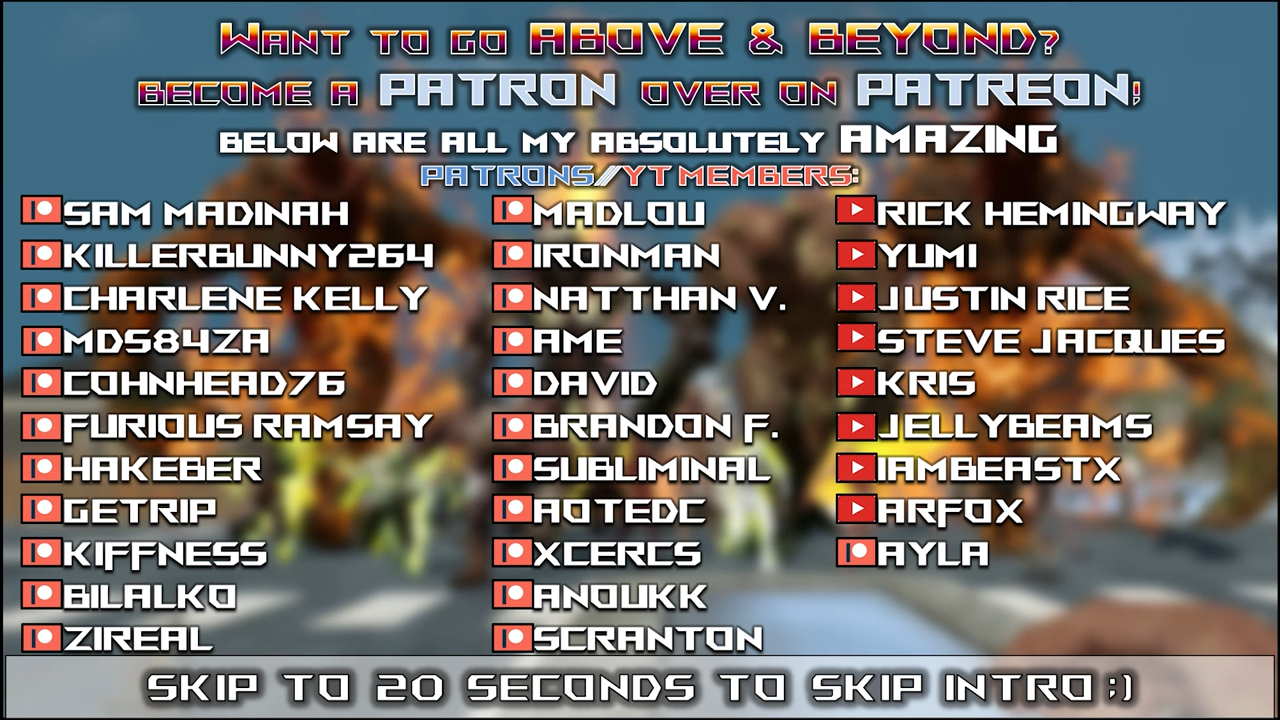 WANT TO GO ABOVE & BEYOND?
BECOME A PATRON OVER ON PATREON!
BELOW ARE ALL MY ABSOLUTELY AMAZING
PATRONS//YT MEMBERS:
SAM MADINAH
KILLERBUNNY264
CHARLENE KELLY
MDS84ZA
COHNHEAD76
FURIOUS RAMSAY
HAKEBER
GETRIP
KIFFNESS
BILALKO
ZIREAL
MADLOU
IRONMAN
NATTHAN V.
AME
DAVID
BRANDON F.
SUBLIMINAL
AOTEDC
XCERCS
ANOUKK
SCRANTON
RICK HEMINGWAY
YUMI
JUSTIN RICE
STEVE JACQUES
KRIS
JELLYBEAMS
IAMBEASTX
ARFOX
AYLA
SKIP TO 20 SECONDS TO SKIP INTRO ;)